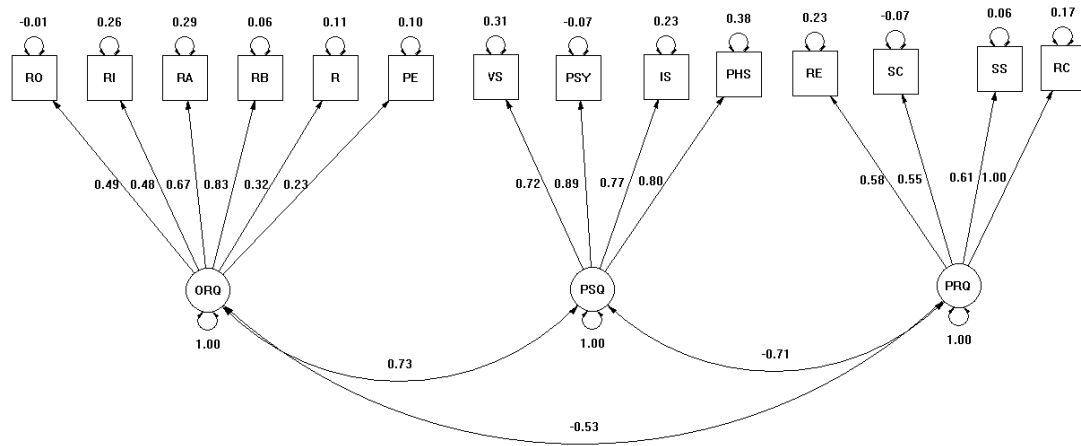 -0.01 0.26 0.29 0.06 0.11 0.10 0.31 -0.07 0.23 0.38 0.23 -0.07 0.06 0.17
RO RI RA RB R PE VS PSY IS PHS RE SC SS RC
0.49 0.48 0.67 0.83 0.32 0.23 0.72 0.89 0.77 0.80 0.58 0.55 0.61 1.00
ORQ PSQ PRQ
1.00 1.00 1.00
0.73 -0.71
-0.53